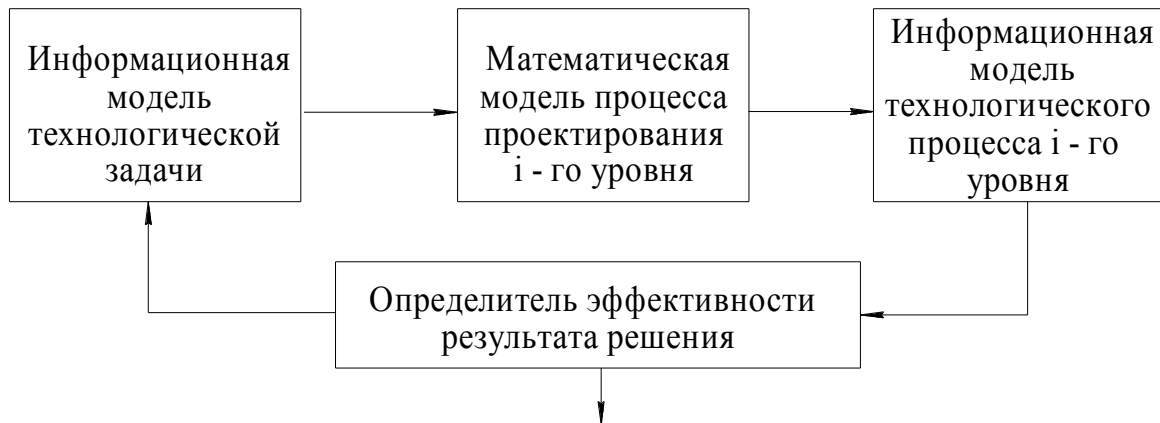 Информационная
модель
технологической
задачи
Математическая
модель процесса
проектирования
i - го уровня
Информационная
модель
технологического
процесса i - го
уровня
Определитель эффективности
результата решения